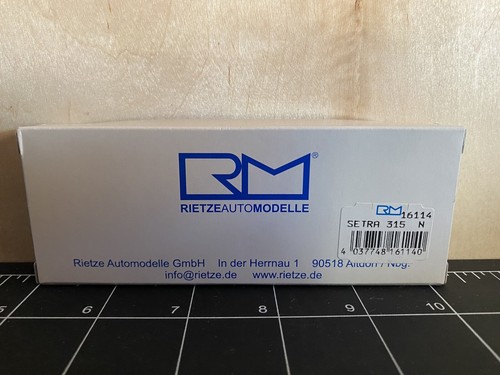 RM®
RIETZEAUTOMODELLE
RM 16114
SETRA 315 N
4 037748 161140
Rietze Automodelle GmbH In der Herrnau 1 90518 Altdorf / Nbg.
info@rietze.de www.rietze.de
5 6 7 8 9 10